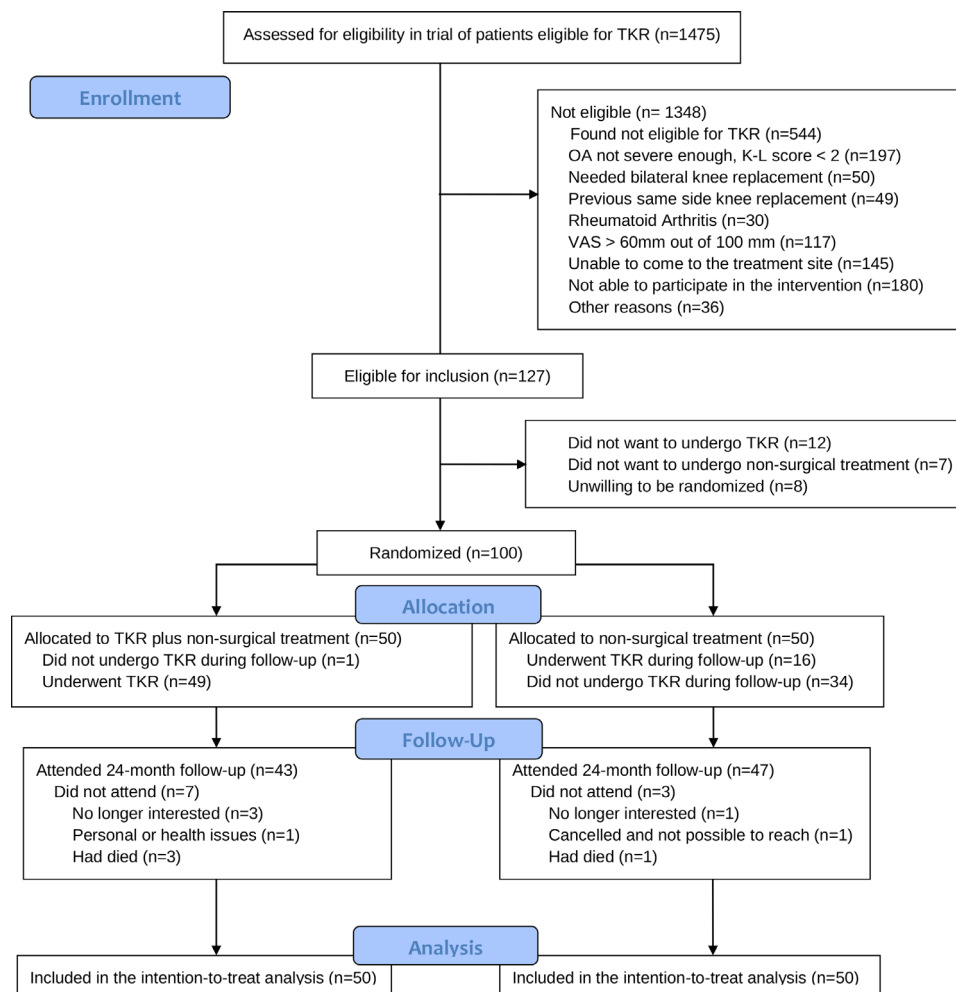 Assessed for eligibility in trial of patients eligible for TKR (n=1475)
Enrollment
Not eligible (n= 1348)
Found not eligible for TKR (n=544)
OA not severe enough, K-L score < 2 (n=197)
Needed bilateral knee replacement (n=50)
Previous same side knee replacement (n=49)
Rheumatoid Arthritis (n=30)
VAS > 60mm out of 100 mm (n=117)
Unable to come to the treatment site (n=145)
Not able to participate in the intervention (n=180)
Other reasons (n=36)
Eligible for inclusion (n=127)
Did not want to undergo TKR (n=12)
Did not want to undergo non-surgical treatment (n=7)
Unwilling to be randomized (n=8)
Randomized (n=100)
Allocation
Allocated to TKR plus non-surgical treatment (n=50)
Did not undergo TKR during follow-up (n=1)
Underwent TKR (n=49)
Allocated to non-surgical treatment (n=50)
Underwent TKR during follow-up (n=16)
Did not undergo TKR during follow-up (n=34)
Follow-Up
Attended 24-month follow-up (n=43)
Did not attend (n=7)
No longer interested (n=3)
Personal or health issues (n=1)
Had died (n=3)
Attended 24-month follow-up (n=47)
Did not attend (n=3)
No longer interested (n=1)
Cancelled and not possible to reach (n=1)
Had died (n=1)
Analysis
Included in the intention-to-treat analysis (n=50)
Included in the intention-to-treat analysis (n=50)